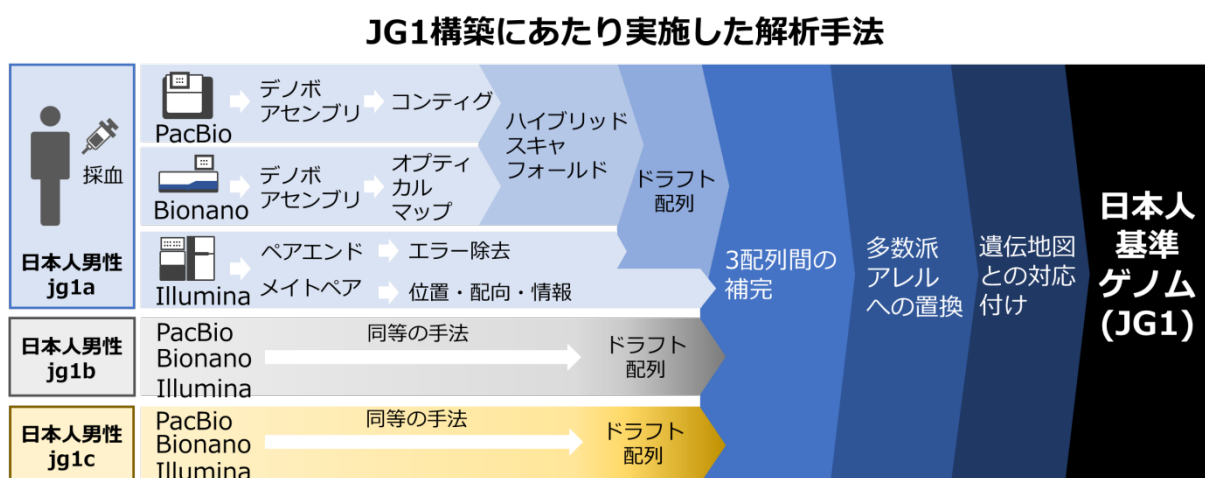 JG1構築にあたり実施した解析手法
採血
日本人男性
jg1a
PacBio
デノボ
アセンブリ
コンティグ
Bionano
デノボ
アセンブリ
オプティ
カル
マップ
ハイブリッド
スキャ
フォールド
Illumina
ペアエンド
エラー除去
メイトペア
位置・配向・情報
ドラフト
配列
日本人男性
jg1b
PacBio
Bionano
Illumina
同等の手法
ドラフト
配列
日本人男性
jg1c
PacBio
Bionano
Illumina
同等の手法
ドラフト
配列
3配列間の
補完
多数派
アレル
への置換
遺伝地図
との対応
付け
日本人
基準
ゲノム
(JG1)